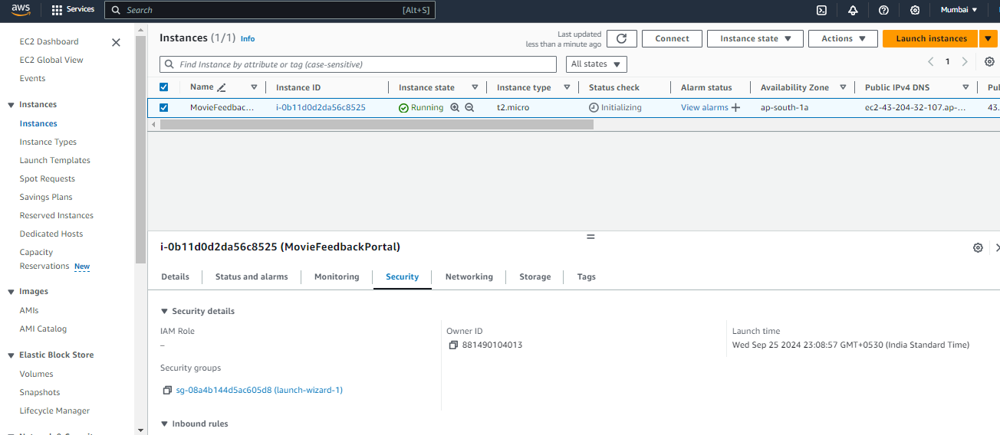 aws Services Search [Alt+S] Mumbai
EC2 Dashboard
EC2 Global View
Events
Instances
Instances
Instance Types
Launch Templates
Spot Requests
Savings Plans
Reserved Instances
Dedicated Hosts
Capacity
Reservations New
Images
AMIs
AMI Catalog
Elastic Block Store
Volumes
Snapshots
Lifecycle Manager
Instances (1/1) Info
Last updated
less than a minute ago
Connect Instance state Actions Launch instances
Find Instance by attribute or tag (case-sensitive) All states 1
Name Instance ID Instance state Instance type Status check Alarm status Availability Zone Public IPv4 DNS
MovieFeedbac... i-0b11d0d2da56c8525 Running t2.micro Initializing View alarms ap-south-1a ec2-43-204-32-107.ap-... 43.
i-0b11d0d2da56c8525 (MovieFeedbackPortal)
Details Status and alarms Monitoring Security Networking Storage Tags
Security details
IAM Role
–
Owner ID
881490104013
Launch time
Wed Sep 25 2024 23:08:57 GMT+0530 (India Standard Time)
Security groups
sg-08a4b144d5ac605d8 (launch-wizard-1)
Inbound rules